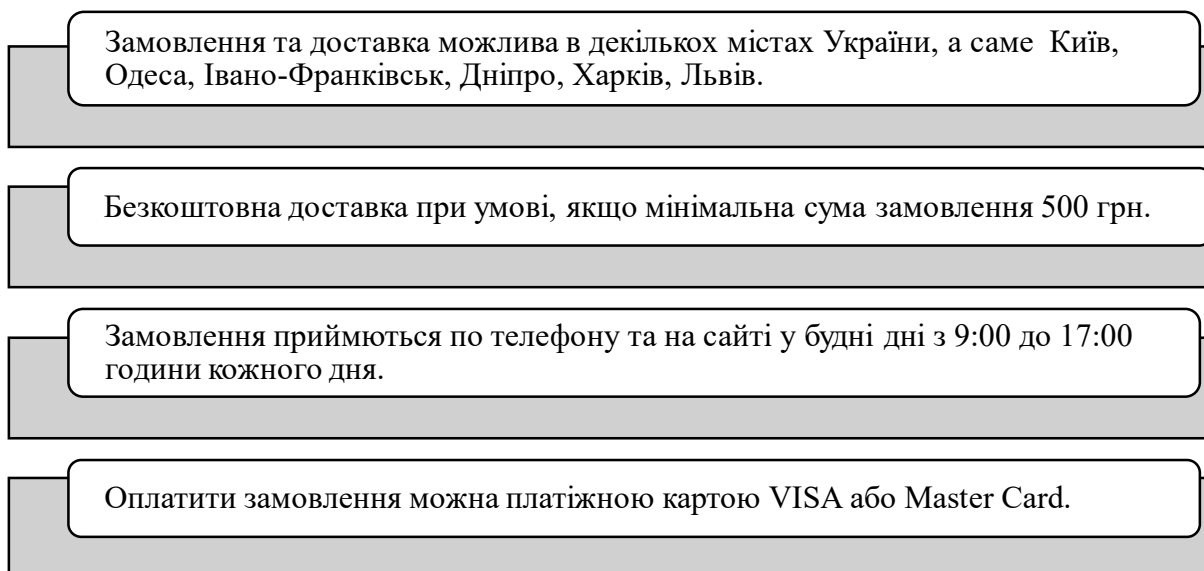 Замовлення та доставка можлива в декількох містах України, а саме  Київ,
Одеса, Івано-Франківськ, Дніпро, Харків, Львів.
Безкоштовна доставка при умові, якщо мінімальна сума замовлення 500 грн.
Замовлення приймються по телефону та на сайті у будні дні з 9:00 до 17:00
години кожного дня.
Оплатити замовлення можна платіжною картою VISA або Master Card.